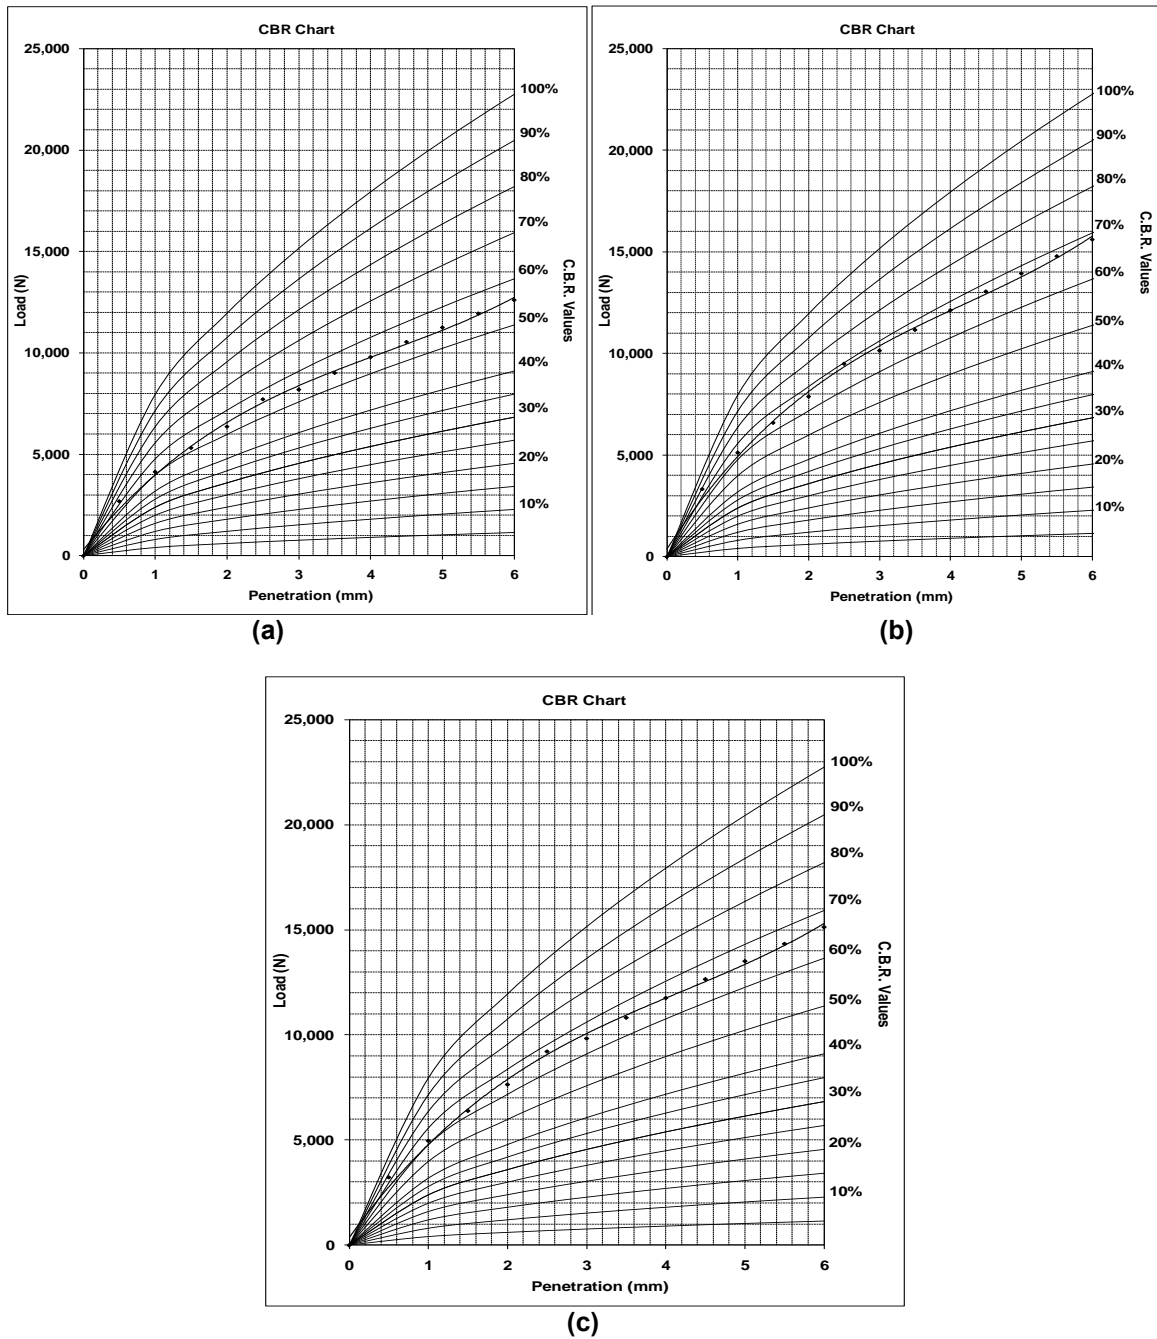 CBR Chart
25,000
20,000
15,000
10,000
5,000
0
Load (N)
0 1 2 3 4 5 6
Penetration (mm)
100%
90%
80%
70%
60%
50%
40%
30%
20%
10%
C.B.R. Values
(a)
CBR Chart
25,000
20,000
15,000
10,000
5,000
0
Load (N)
0 1 2 3 4 5 6
Penetration (mm)
100%
90%
80%
70%
60%
50%
40%
30%
20%
10%
C.B.R. Values
(b)
CBR Chart
25,000
20,000
15,000
10,000
5,000
0
Load (N)
0 1 2 3 4 5 6
Penetration (mm)
100%
90%
80%
70%
60%
50%
40%
30%
20%
10%
C.B.R. Values
(c)